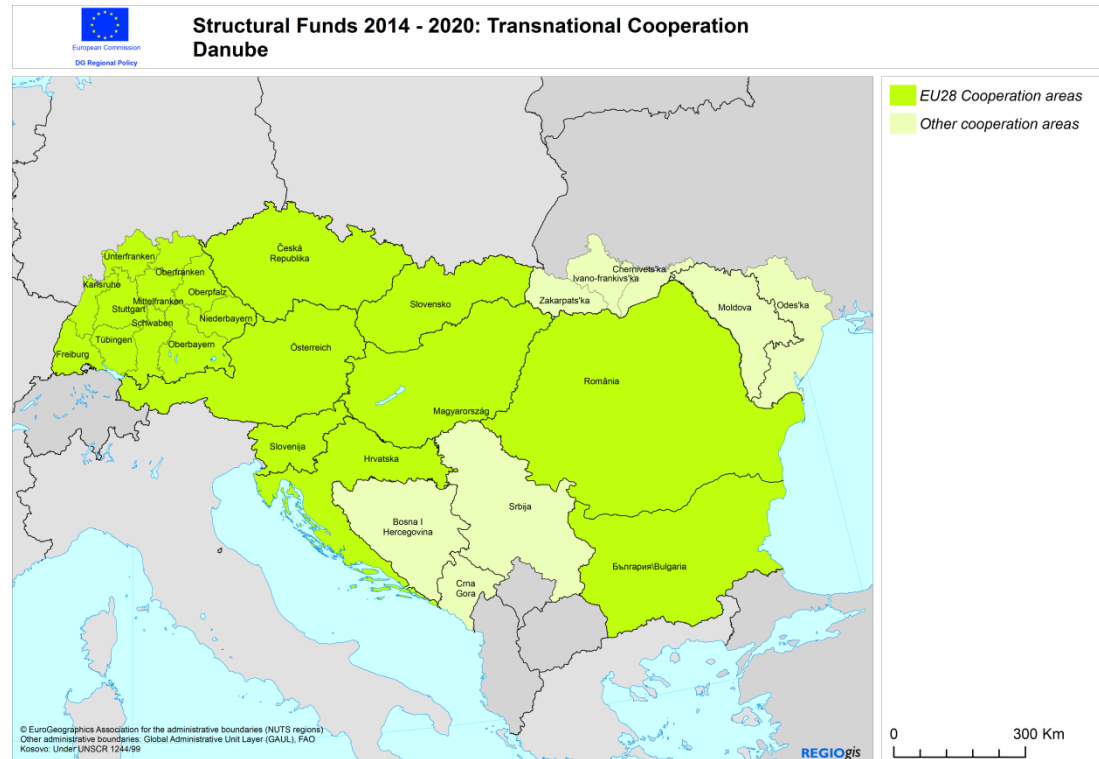 Structural Funds 2014 - 2020: Transnational Cooperation
Danube
European Commission
DG Regional Policy
EU28 Cooperation areas
Other cooperation areas
Česká
Republika
Unterfranken
Oberfranken
Karlsruhe
Mittelfranken
Oberpfalz
Stuttgart
Schwaben
Niederbayern
Tübingen
Oberbayern
Freiburg
Slovensko
Österreich
Chernivets'ka
Ivano-frankivs'ka
Zakarpats'ka
Moldova
Odes'ka
România
Magyarország
Slovenija
Hrvatska
Bosna I
Hercegovina
Srbija
Crna
Gora
България\Bulgaria
© EuroGeographics Association for the administrative boundaries (NUTS regions)
Other administrative boundaries: Global Administrative Unit Layer (GAUL), FAO
Kosovo: Under UNSCR 1244/99
REGIOgis
0 300 Km